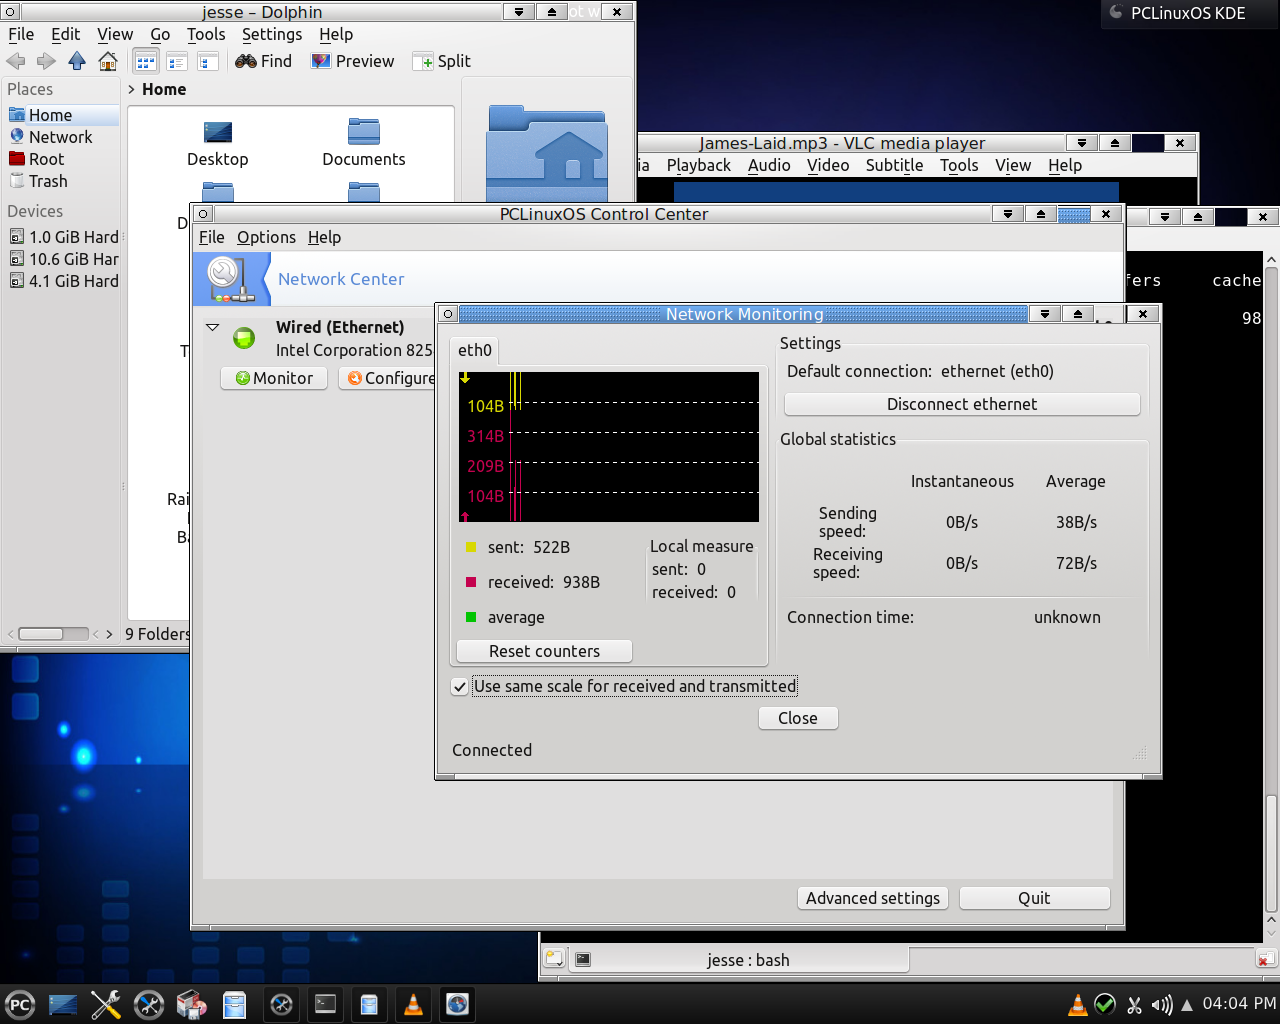 jesse – Dolphin
PCLinuxOS KDE
File Edit View Go Tools Settings Help
Find Preview Split
Places
Home
Network
Root
Trash
Devices
1.0 GiB Hard
10.6 GiB Har
4.1 GiB Hard
> Home
Desktop
Documents
9 Folders
James-Laid.mp3 - VLC media player
Playback Audio Video Subtitle Tools View Help
cache
98
PCLinuxOS Control Center
File Options Help
Network Center
Wired (Ethernet)
Intel Corporation 825
Monitor
Configure
Network Monitoring
eth0
104B
314B
209B
104B
sent: 522B
received: 938B
average
Local measure
sent: 0
received: 0
Reset counters
Use same scale for received and transmitted
Settings
Default connection: ethernet (eth0)
Disconnect ethernet
Global statistics
Instantaneous Average
Sending
speed: 0B/s 38B/s
Receiving
speed: 0B/s 72B/s
Connection time: unknown
Close
Connected
Advanced settings
Quit
jesse : bash
PC
04:04 PM